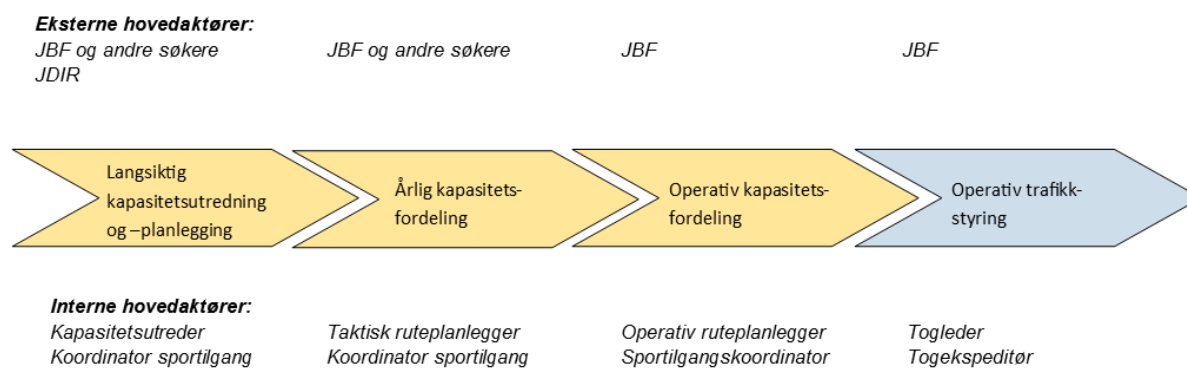 Eksterne hovedaktører:
JBF og andre søkere
JDIR
JBF og andre søkere
JBF
JBF
Langsiktig
kapasitetsutredning
og –planlegging
Årlig kapasitets-
fordeling
Operativ kapasitets-
fordeling
Operativ trafikk-
styring
Interne hovedaktører:
Kapasitetsutreder
Koordinator sportilgang
Taktisk ruteplanlegger
Koordinator sportilgang
Operativ ruteplanlegger
Sportilgangskoordinator
Togleder
Togekspeditør